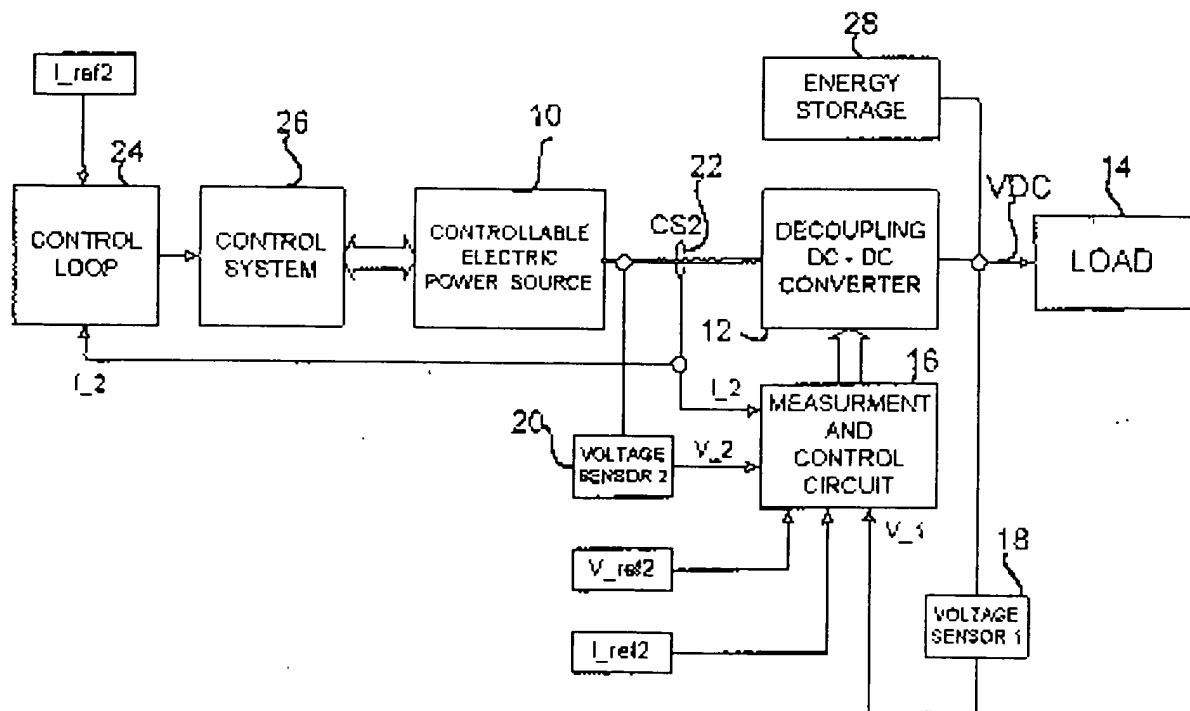 I_ref2
28
ENERGY
STORAGE
24
26
10
22
CS2
VDC
14
CONTROL
LOOP
CONTROL
SYSTEM
CONTROLLABLE
ELECTRIC
POWER SOURCE
DECOUPLING
DC - DC
CONVERTER
LOAD
12
16
I_2
I_2
MEASURMENT
AND
CONTROL
CIRCUIT
20
VOLTAGE
SENSOR 2
V_2
V_1
18
V_ref2
VOLTAGE
SENSOR 1
I_ref2